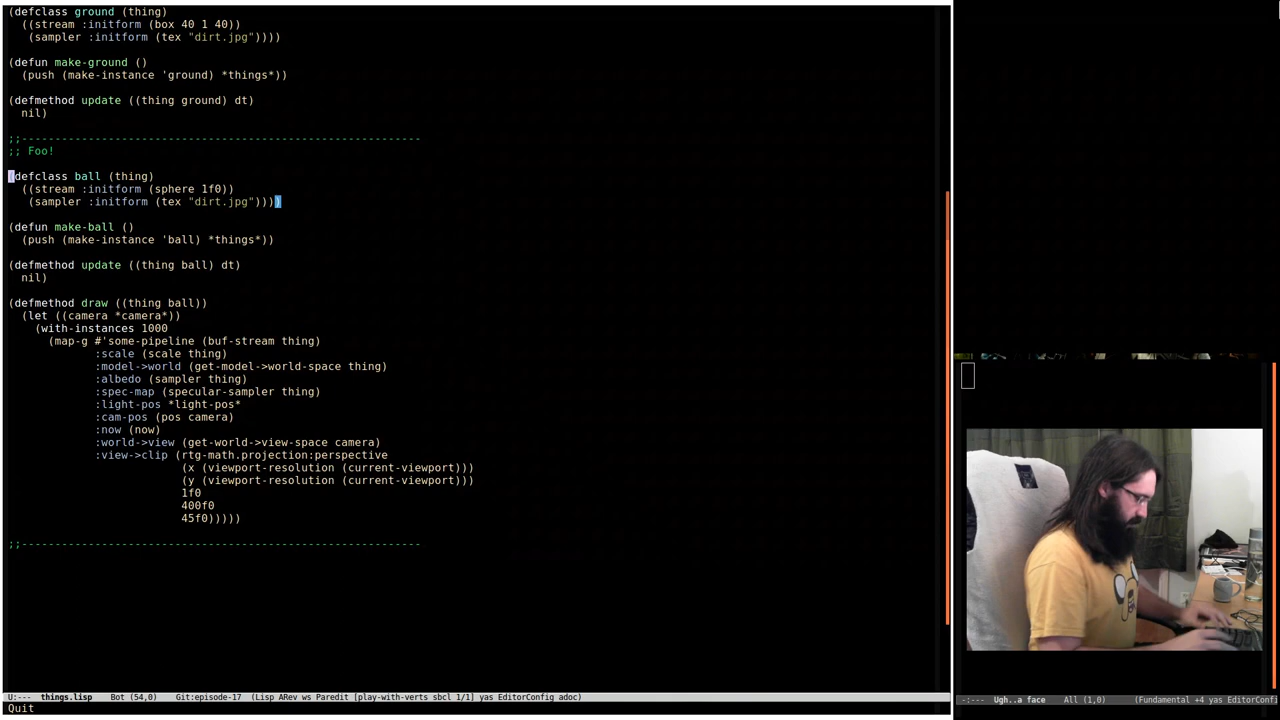 (defclass ground (thing)
  ((stream :initform (box 40 1 40))
   (sampler :initform (tex "dirt.jpg"))))
(defun make-ground ()
  (push (make-instance 'ground) *things*))
(defmethod update ((thing ground) dt)
  nil)
;;------------------------------------------------------------
;; Foo!
(defclass ball (thing)
  ((stream :initform (sphere 1f0))
   (sampler :initform (tex "dirt.jpg"))))
(defun make-ball ()
  (push (make-instance 'ball) *things*))
(defmethod update ((thing ball) dt)
  nil)
(defmethod draw ((thing ball))
  (let ((camera *camera*))
    (with-instances 1000
      (map-g #'some-pipeline (buf-stream thing)
             :scale (scale thing)
             :model->world (get-model->world-space thing)
             :albedo (sampler thing)
             :spec-map (specular-sampler thing)
             :light-pos *light-pos*
             :cam-pos (pos camera)
             :now (now)
             :world->view (get-world->view-space camera)
             :view->clip (rtg-math.projection:perspective
                          (x (viewport-resolution (current-viewport)))
                          (y (viewport-resolution (current-viewport)))
                          1f0
                          400f0
                          45f0)))))
;;------------------------------------------------------------
U:---  things.lisp    Bot (54,0)    Git:episode-17  (Lisp ARev ws Paredit [play-with-verts sbcl 1/1] yas EditorConfig adoc)
Quit
-:---  Ugh..a face    All (1,0)      (Fundamental +4 yas EditorConfi